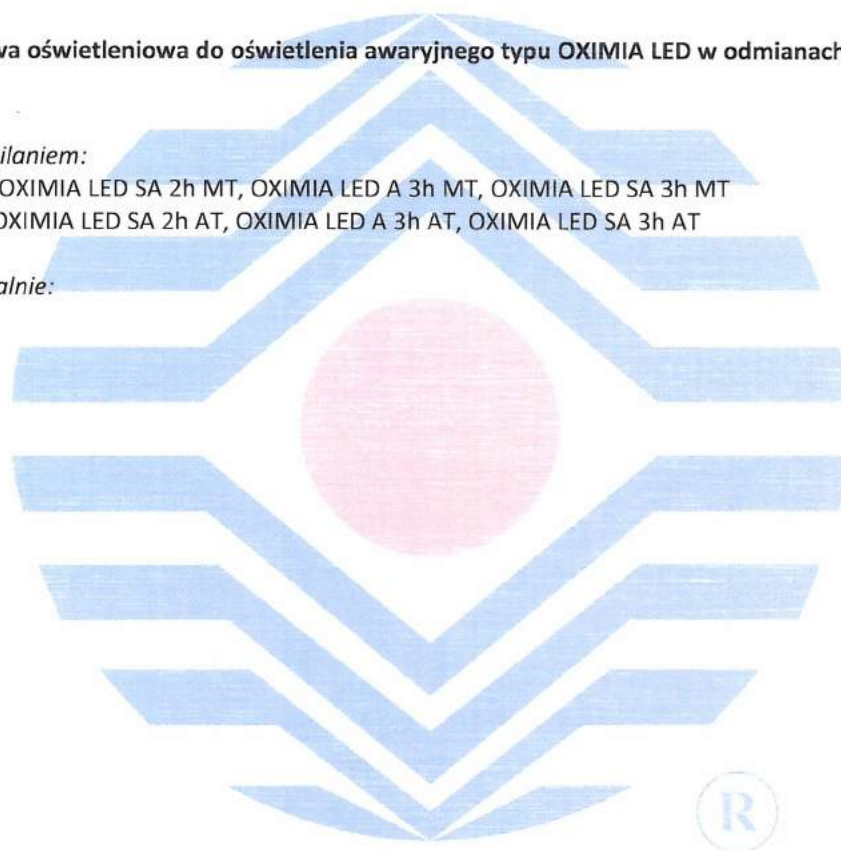 wa oświetleniowa do oświetlenia awaryjnego typu OXIMIA LED w odmianach
ilaniem:
OXIMIA LED SA 2h MT, OXIMIA LED A 3h MT, OXIMIA LED SA 3h MT
OXIMIA LED SA 2h AT, OXIMIA LED A 3h AT, OXIMIA LED SA 3h AT
alnie:
R